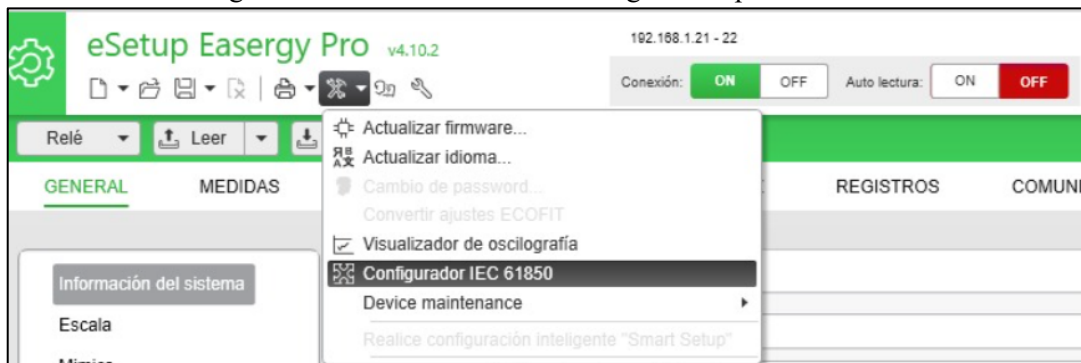 eSetup Easergy Pro v4.10.2
192.168.1.21 - 22
Conexión: ON OFF Auto lectura: ON OFF
Relé Leer
Actualizar firmware...
Actualizar idioma...
GENERAL MEDIDAS REGISTROS
Cambio de password...
Convertir ajustes ECOFIT
Visualizador de oscilografía
Información del sistema
Configurador IEC 61850
Device maintenance
Escala
Realice configuración inteligente "Smart Setup"